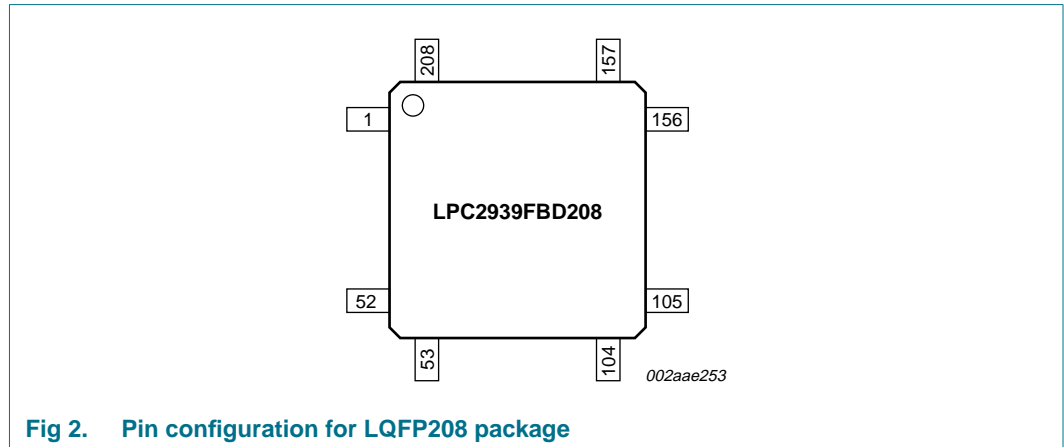 208
157
1
156
LPC2939FBD208
52
105
53
104
002aae253
Fig 2. Pin configuration for LQFP208 package